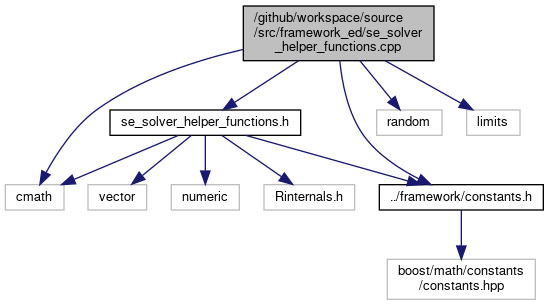 /github/workspace/source
/src/framework_ed/se_solver
_helper_functions.cpp
se_solver_helper_functions.h
random
limits
cmath
vector
numeric
Rinternals.h
../framework/constants.h
boost/math/constants
/constants.hpp